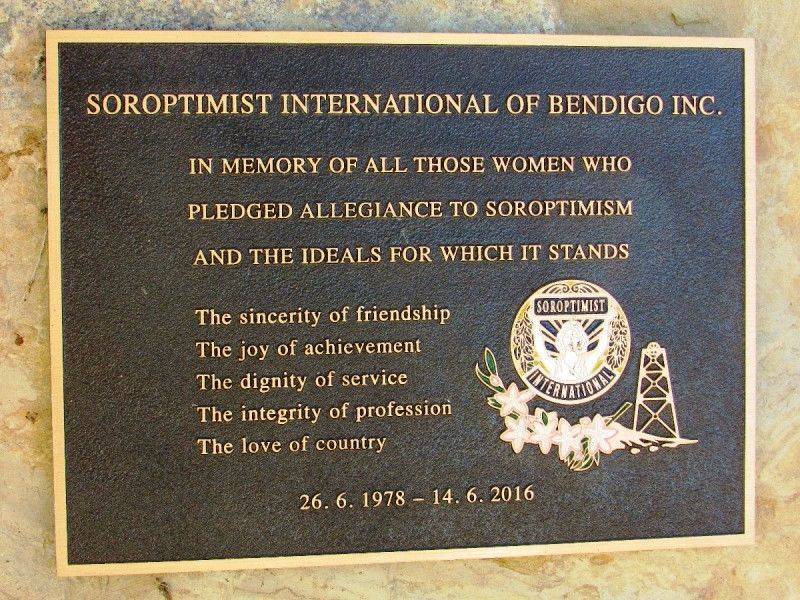 SOROPTIMIST INTERNATIONAL OF BENDIGO INC.
IN MEMORY OF ALL THOSE WOMEN WHO
PLEDGED ALLEGIANCE TO SOROPTIMISM
AND THE IDEALS FOR WHICH IT STANDS
The sincerity of friendship
The joy of achievement
The dignity of service
The integrity of profession
The love of country
SOROPTIMIST
INTERNATIONAL
26. 6. 1978 – 14. 6. 2016